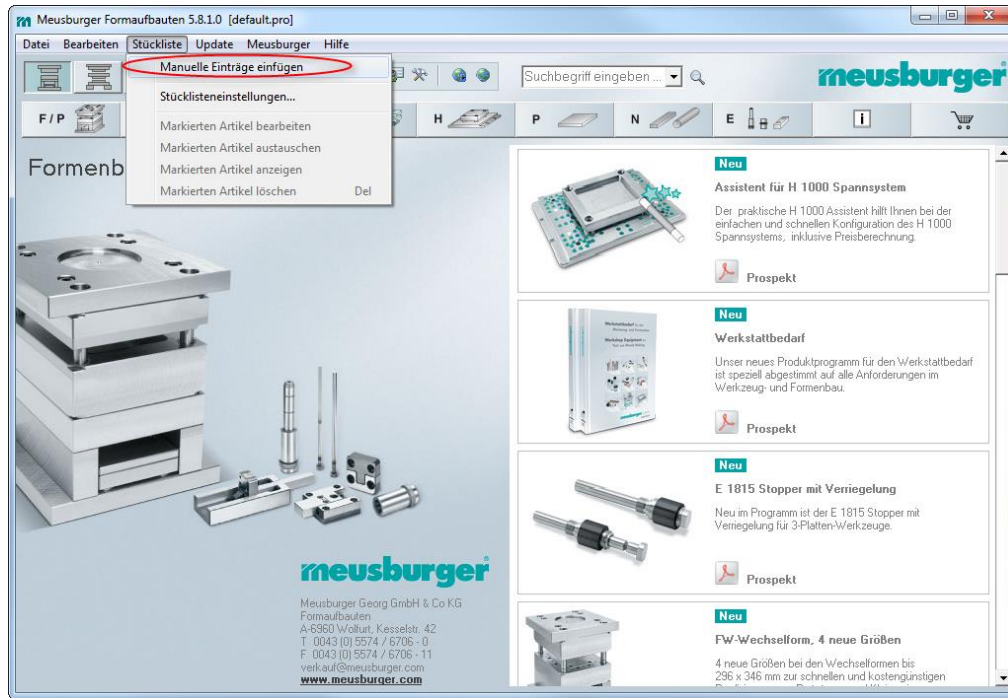 Meusburger Formaufbauten 5.8.1.0 [default.pro]
Datei Bearbeiten Stückliste Update Meusburger Hilfe
Manuelle Einträge einfügen
Stücklisteneinstellungen...
Markierten Artikel bearbeiten
Markierten Artikel austauschen
Markierten Artikel anzeigen
Markierten Artikel löschen Del
Suchbegriff eingeben ...
meusburger
F/P H P N E i
Formenb
Neu
Assistent für H 1000 Spannsystem
Der praktische H 1000 Assistent hilft Ihnen bei der
einfachen und schnellen Konfiguration des H 1000
Spannsystems, inklusive Preisberechnung.
Prospekt
Neu
Werkstattbedarf
Unser neues Produktprogramm für den Werkstattbedarf
ist speziell abgestimmt auf alle Anforderungen im
Werkzeug- und Formenbau.
Prospekt
Neu
E 1815 Stopper mit Verriegelung
Neu im Programm ist der E 1815 Stopper mit
Verriegelung für 3-Platten-Werkzeuge.
Prospekt
Neu
FW-Wechselform, 4 neue Größen
4 neue Größen bei den Wechselformen bis
296 x 346 mm zur schnellen und kostengünstigen
meusburger
Meusburger Georg GmbH & Co KG
Formaufbauten
A-6960 Wolfurt, Kesselstr. 42
T 0043 (0) 5574 / 6706 - 0
F 0043 (0) 5574 / 6706 - 11
verkauf@meusburger.com
www.meusburger.com